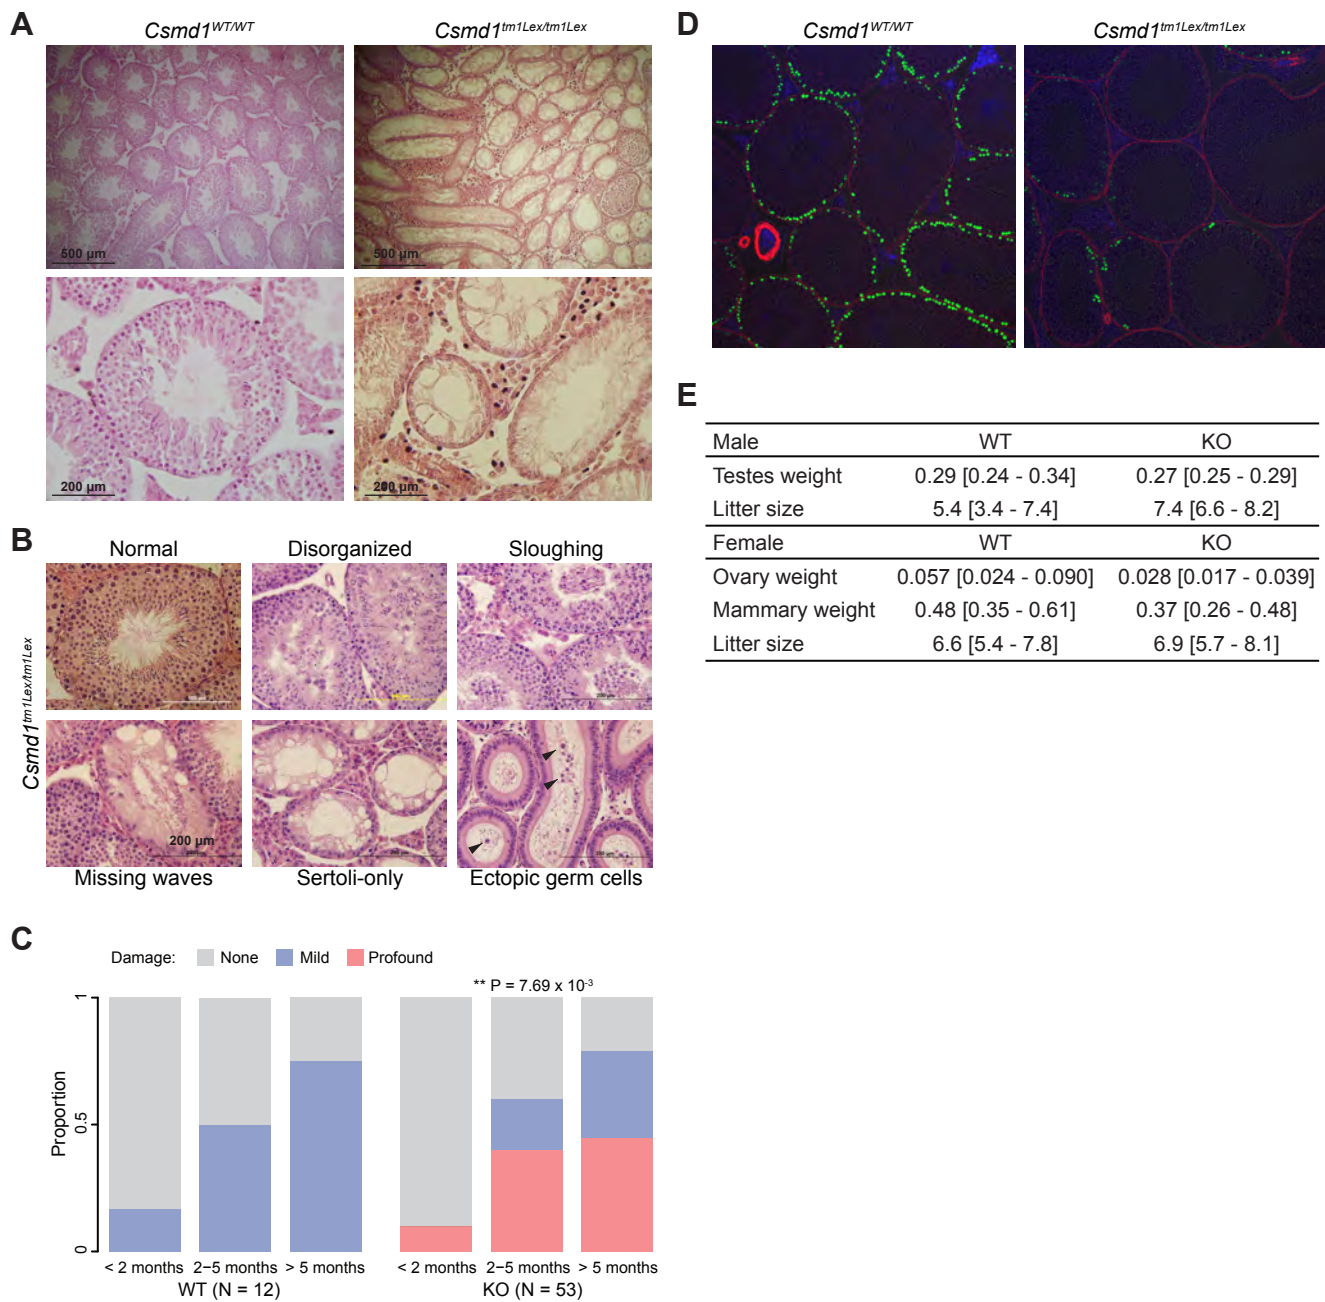 A
Csmd1WT/WT
Csmd1tm1Lex/tm1Lex
500 µm
500 µm
200 µm
200 µm
B
Normal
Disorganized
Sloughing
Csmd1tm1Lex/tm1Lex
200 µm
Missing waves
Sertoli-only
Ectopic germ cells
C
Damage:
None
Mild
Profound
** P = 7.69 x 10-3
Proportion
1
0.5
0
< 2 months
2−5 months
> 5 months
WT (N = 12)
< 2 months
2−5 months
> 5 months
KO (N = 53)
D
Csmd1WT/WT
Csmd1tm1Lex/tm1Lex
E
Male WT KO
Testes weight 0.29 [0.24 - 0.34] 0.27 [0.25 - 0.29]
Litter size 5.4 [3.4 - 7.4] 7.4 [6.6 - 8.2]
Female WT KO
Ovary weight 0.057 [0.024 - 0.090] 0.028 [0.017 - 0.039]
Mammary weight 0.48 [0.35 - 0.61] 0.37 [0.26 - 0.48]
Litter size 6.6 [5.4 - 7.8] 6.9 [5.7 - 8.1]